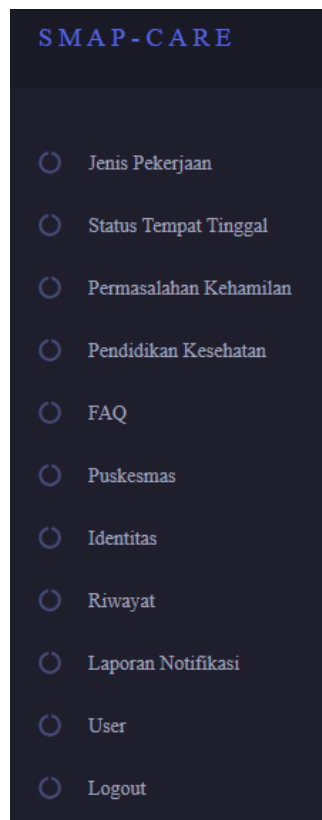 SMAP-CARE
Jenis Pekerjaan
Status Tempat Tinggal
Permasalahan Kehamilan
Pendidikan Kesehatan
FAQ
Puskesmas
Identitas
Riwayat
Laporan Notifikasi
User
Logout